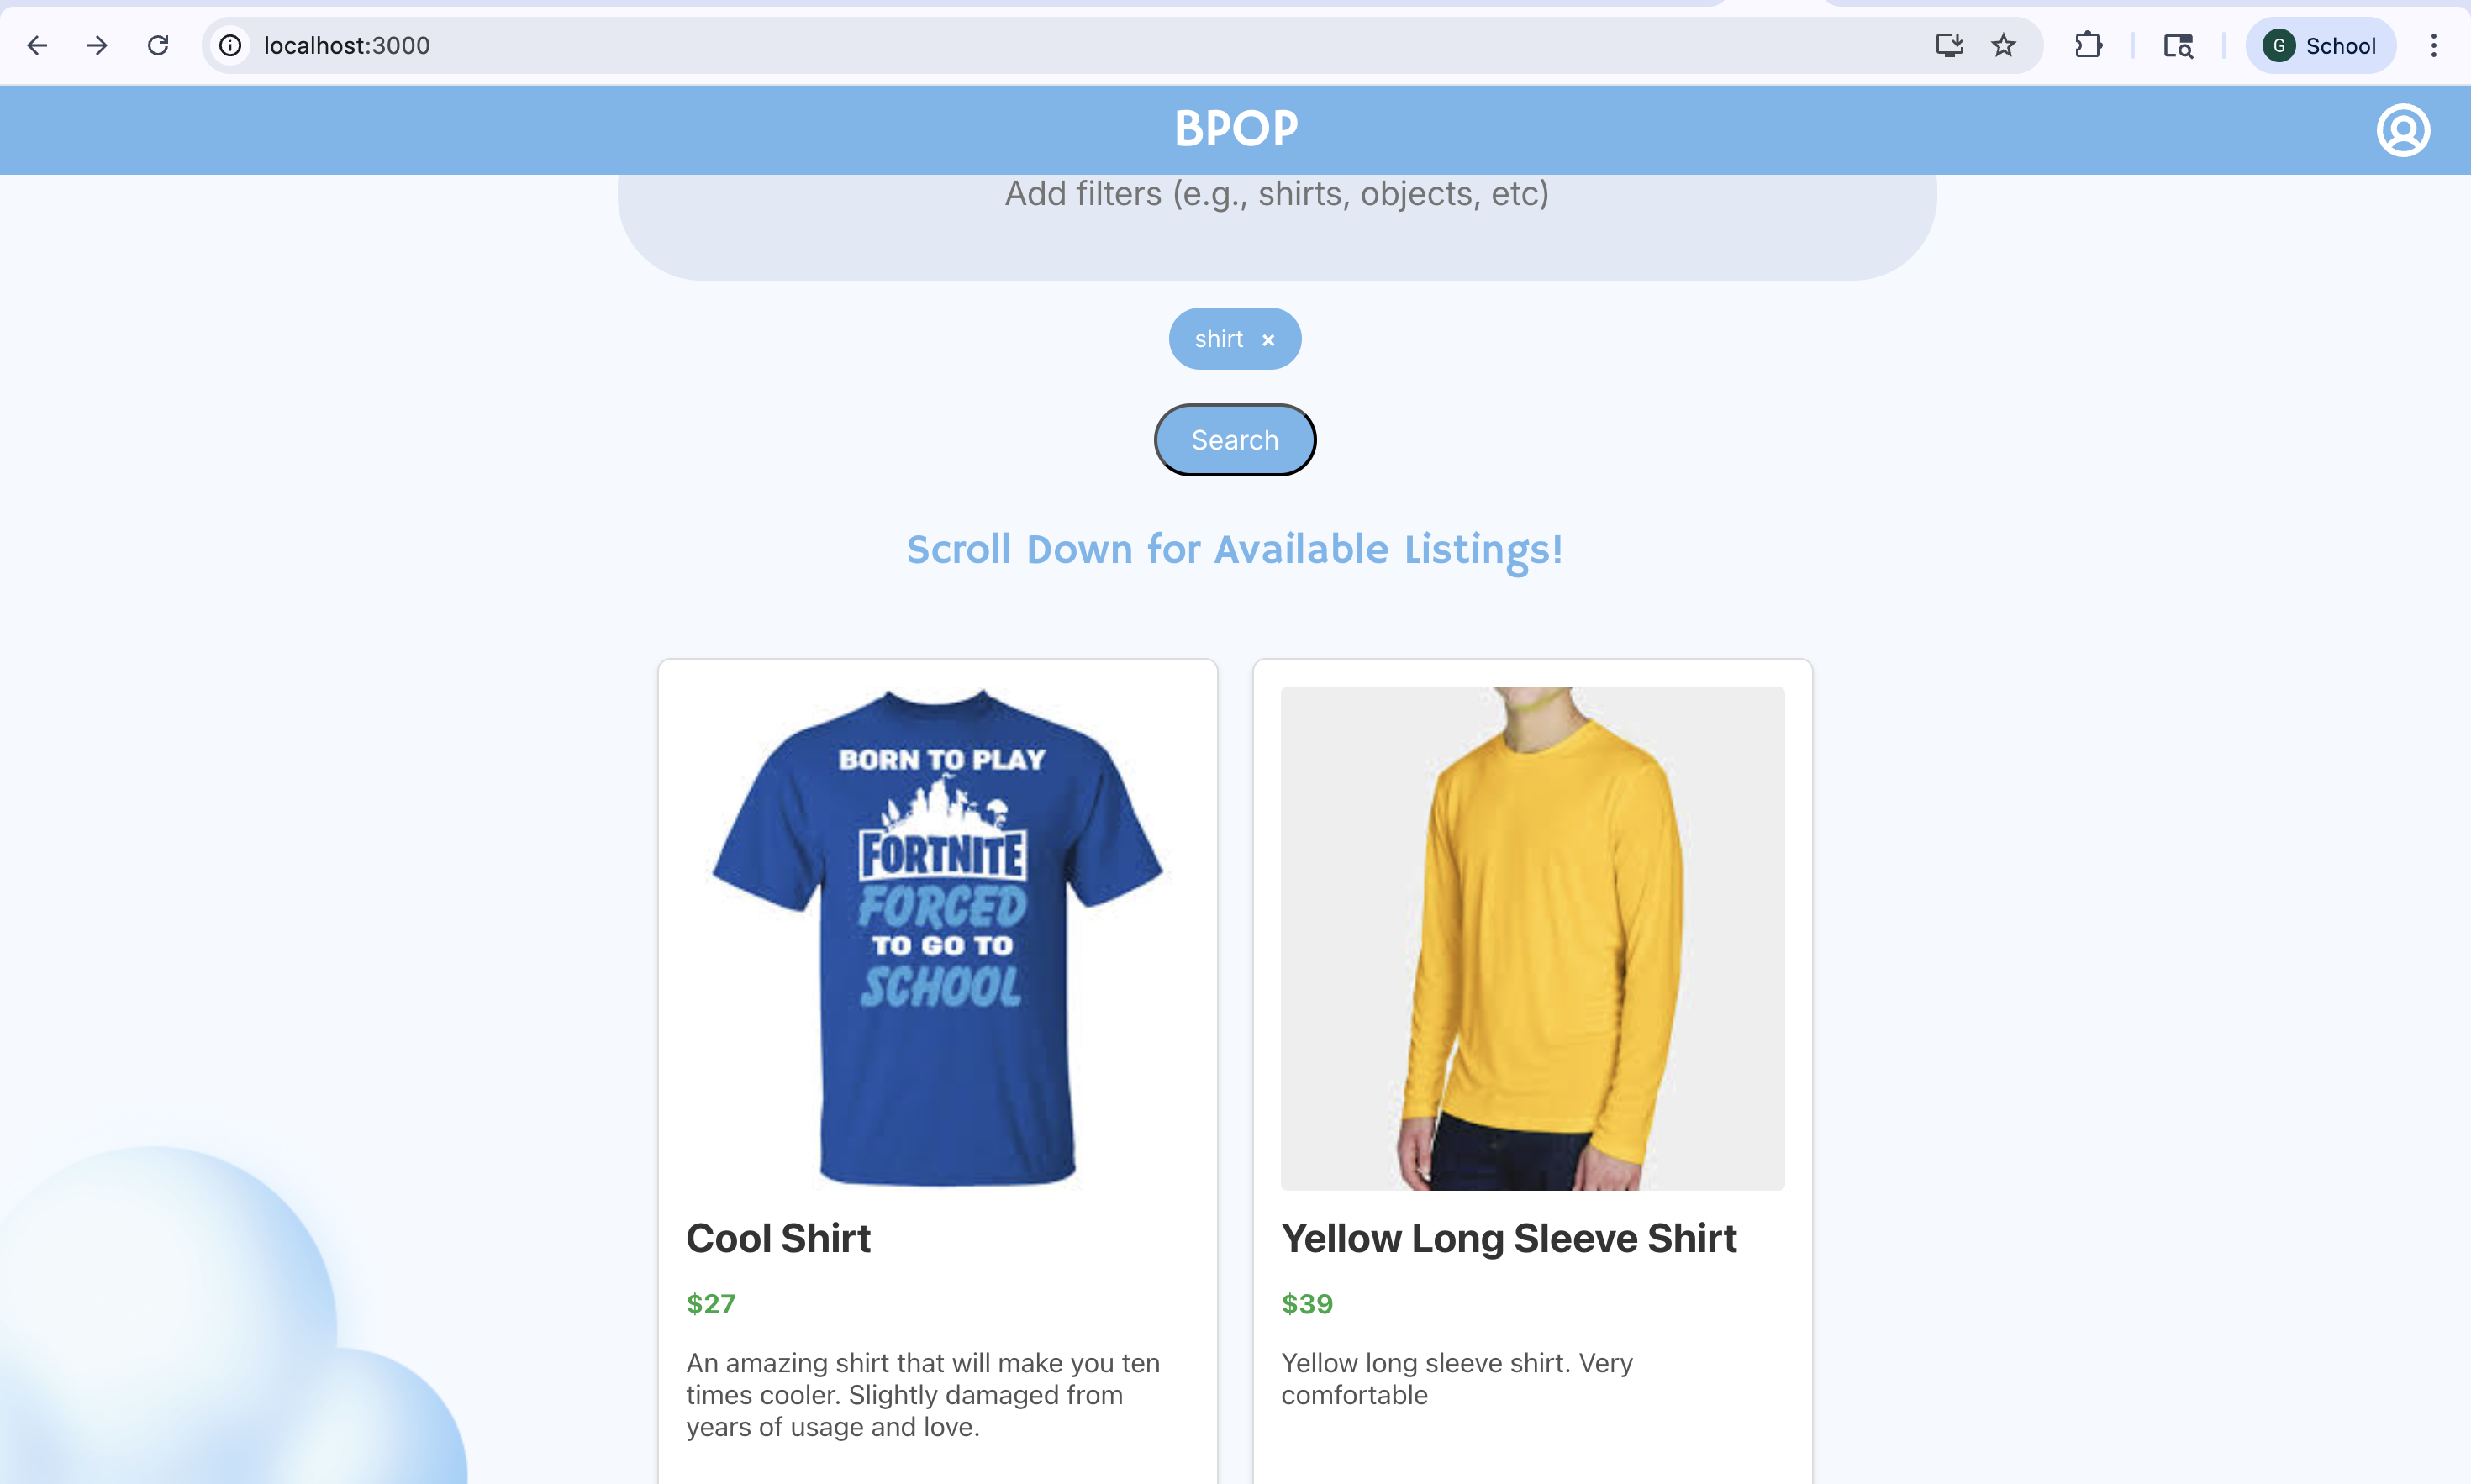 localhost:3000
G School
BPOP
Add filters (e.g., shirts, objects, etc)
shirt ×
Search
Scroll Down for Available Listings!
BORN TO PLAY
FORTNITE
FORCED
TO GO TO
SCHOOL
Cool Shirt
$27
An amazing shirt that will make you ten
times cooler. Slightly damaged from
years of usage and love.
Yellow Long Sleeve Shirt
$39
Yellow long sleeve shirt. Very
comfortable